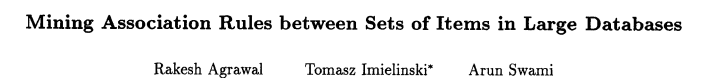 Mining Association Rules between Sets of Items in Large Databases
Rakesh Agrawal Tomasz Imielinski* Arun Swami